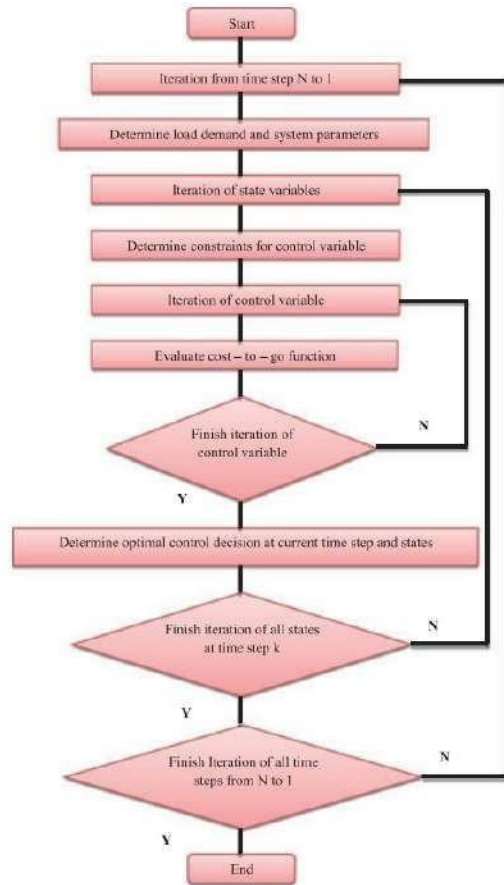 Start
Iteration from time step N to 1
Determine load demand and system parameters
Iteration of state variables
Determine constraints for control variable
Iteration of control variable
Evaluate cost – to – go function
Finish iteration of
control variable
N
Y
Determine optimal control decision at current time step and states
Finish iteration of all states
at time step k
N
Y
Finish Iteration of all time
steps from N to 1
N
Y
End